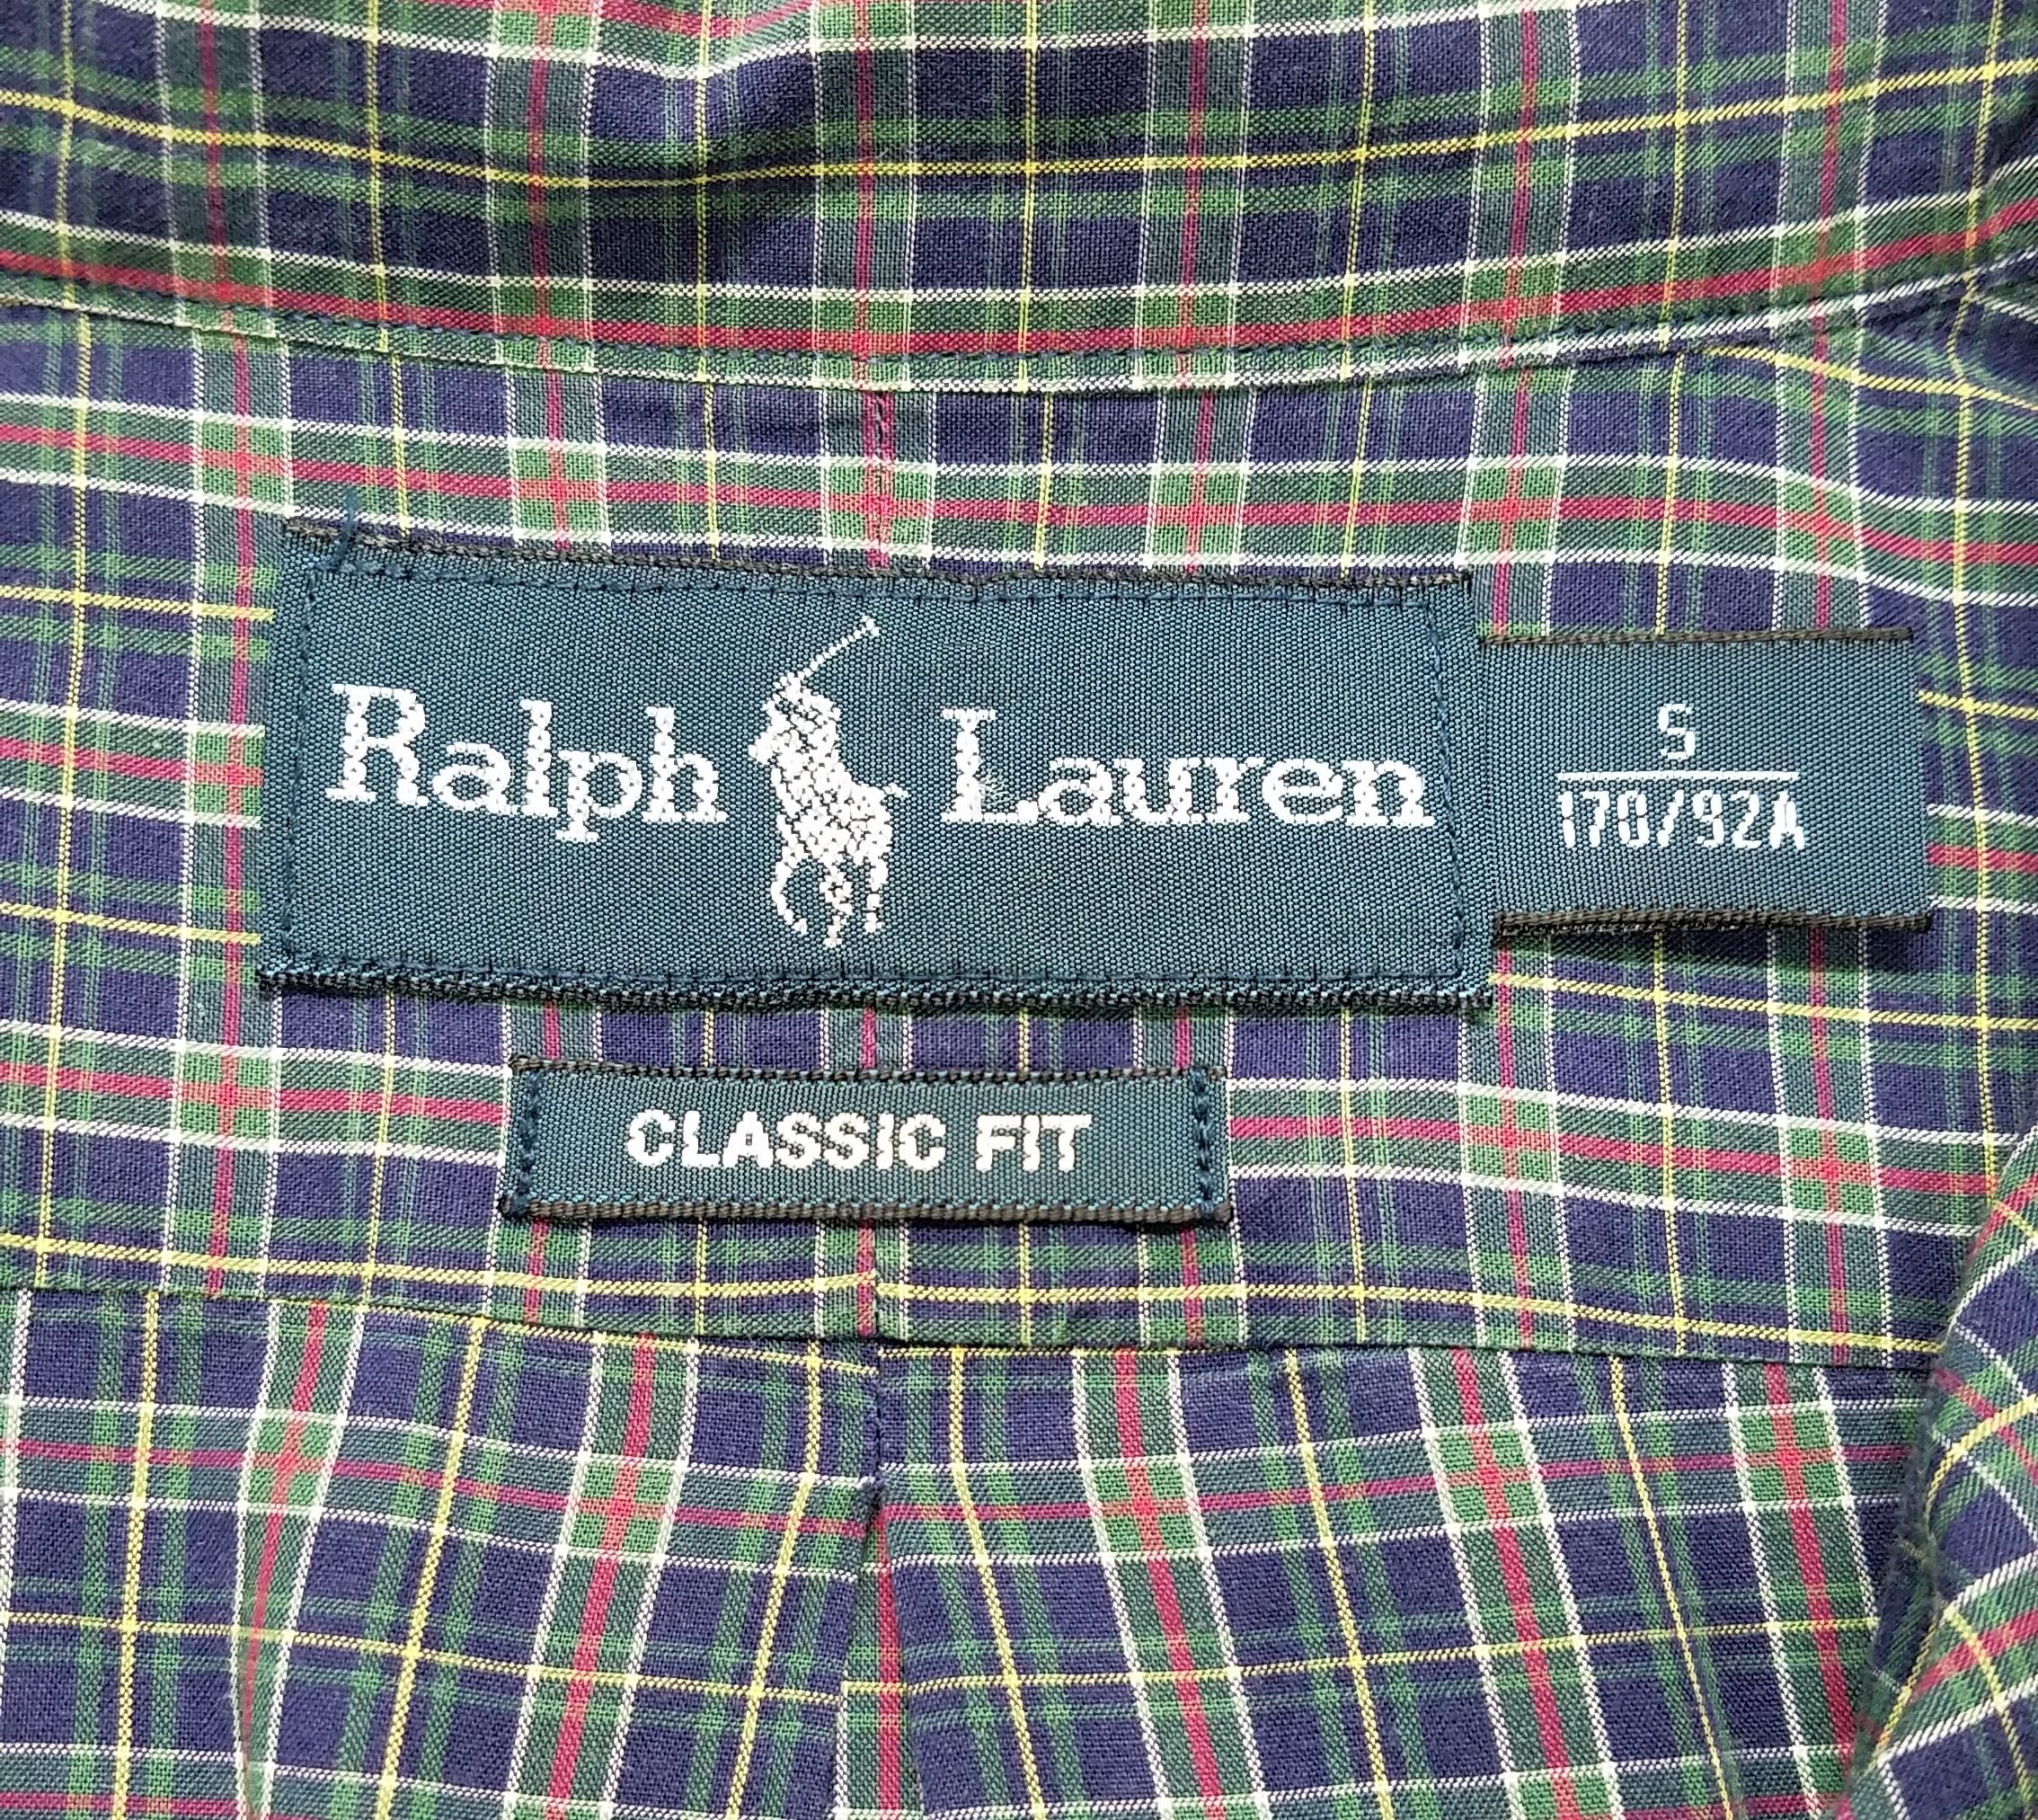 Ralph Lauren
S
170/92A
CLASSIC FIT